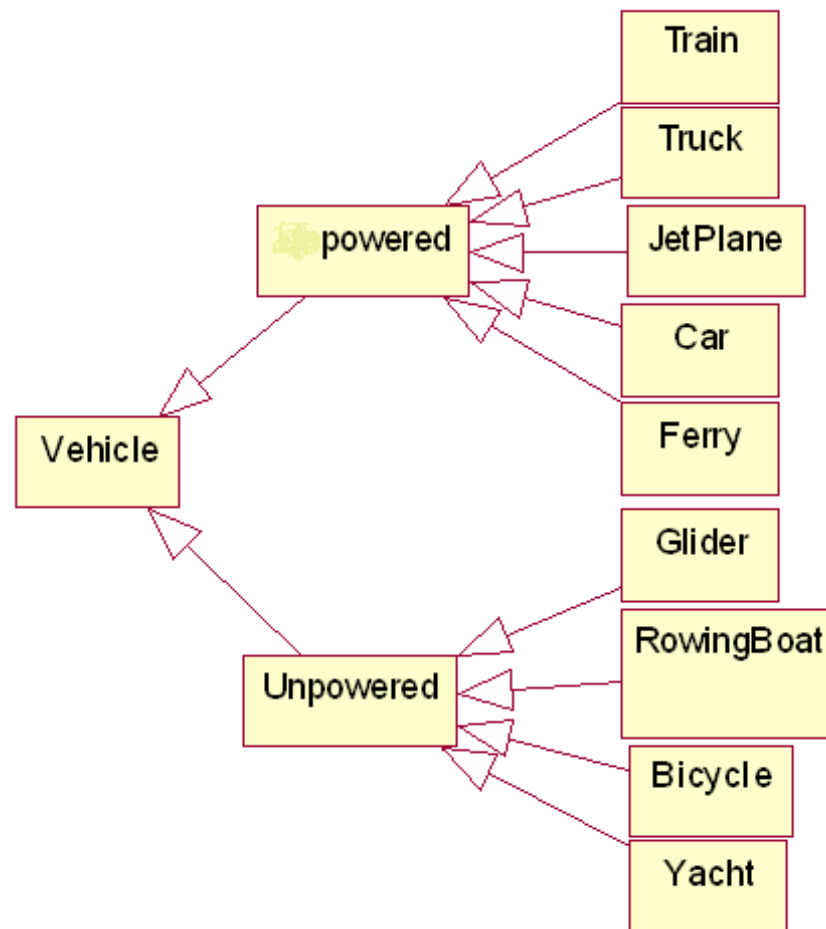 Train
Truck
powered
JetPlane
Car
Vehicle
Ferry
Glider
RowingBoat
Unpowered
Bicycle
Yacht